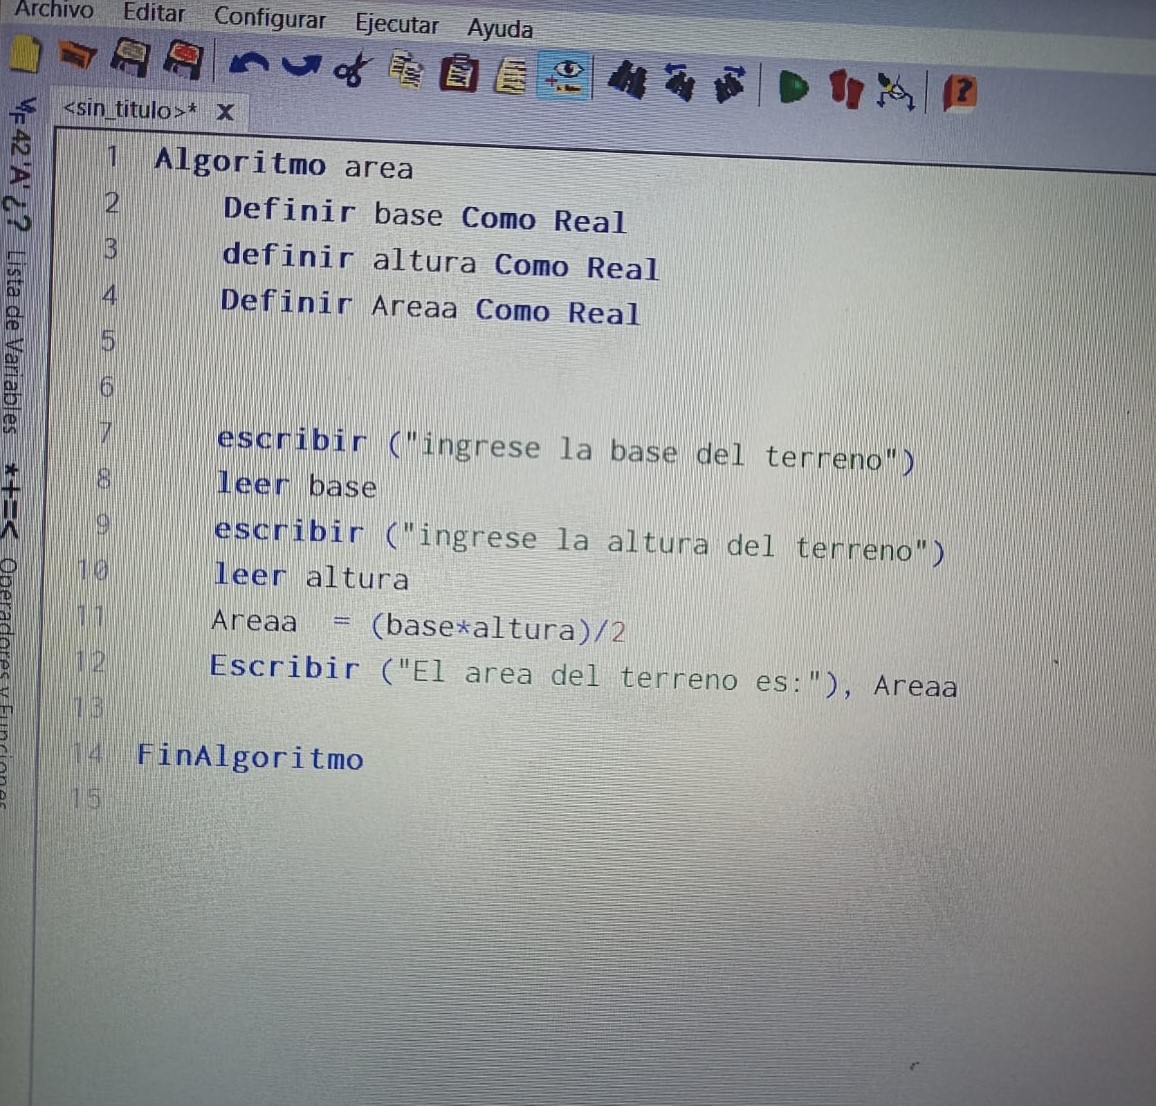 Archivo Editar Configurar Ejecutar Ayuda
<sin_titulo>* X
1 Algoritmo area
2 Definir base Como Real
3 definir altura Como Real
4 Definir Areaa Como Real
5
6
7 escribir ("ingrese la base del terreno")
8 leer base
9 escribir ("ingrese la altura del terreno")
10 leer altura
11 Areaa = (base*altura)/2
12 Escribir ("El area del terreno es:"), Areaa
13
14 FinAlgoritmo
15
V/F 42 'A' ¿? Lista de Variables
*+=< Operadores y Funciones